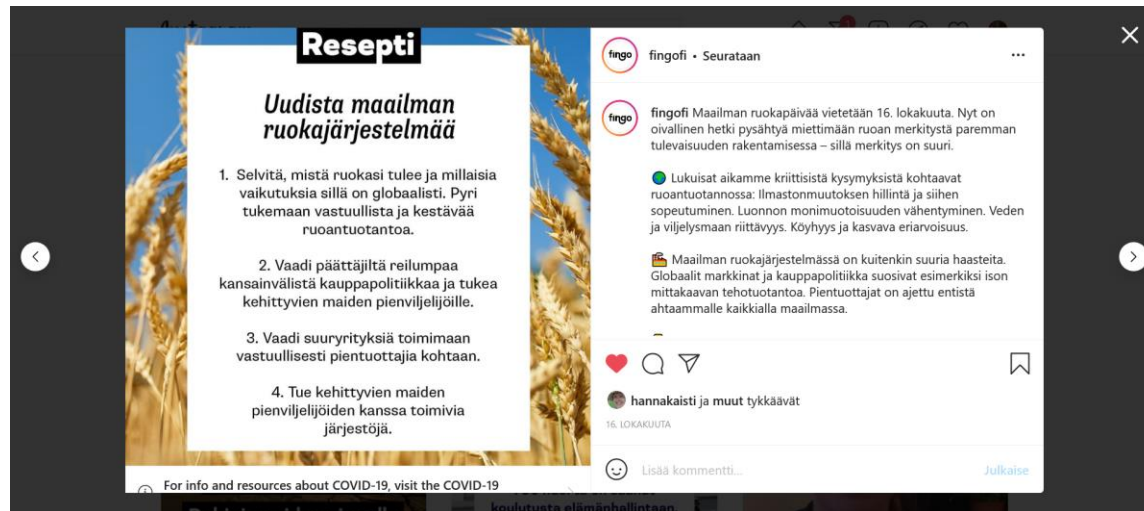 Resepti
Uudista maailman
ruokajärjestelmää
1. Selvitä, mistä ruokasi tulee ja millaisia
vaikutuksia sillä on globaalisti. Pyri
tukemaan vastuullista ja kestävää
ruoantuotantoa.
2. Vaadi päättäjiltä reilumpaa
kansainvälistä kauppapolitiikkaa ja tukea
kehittyvien maiden pienviljelijöille.
3. Vaadi suuryrityksiä toimimaan
vastuullisesti pientuottajia kohtaan.
4. Tue kehittyvien maiden
pienviljelijöiden kanssa toimivia
järjestöjä.
For info and resources about COVID-19, visit the COVID-19
fingo
fingofi • Seurataan
fingo
fingofi Maailman ruokapäivää vietetään 16. lokakuuta. Nyt on
oivallinen hetki pysähtyä miettimään ruoan merkitystä paremman
tulevaisuuden rakentamisessa – sillä merkitys on suuri.
🌍 Lukuisat aikamme kriittisistä kysymyksistä kohtaavat
ruoantuotannossa: Ilmastonmuutoksen hillintä ja siihen
sopeutuminen. Luonnon monimuotoisuuden vähentyminen. Veden
ja viljelysmaan riittävyys. Köyhyys ja kasvava eriarvoisuus.
Maailman ruokajärjestelmässä on kuitenkin suuria haasteita.
Globaalit markkinat ja kauppapolitiikka suosivat esimerkiksi ison
mittakaavan tehotuotantoa. Pientuottajat on ajettu entistä
ahtaammalle kaikkialla maailmassa.
hannakaisti ja muut tykkäävät
16. LOKAKUUTA
Lisää kommentti...
Julkaise
koulutusta elämänhallintaan